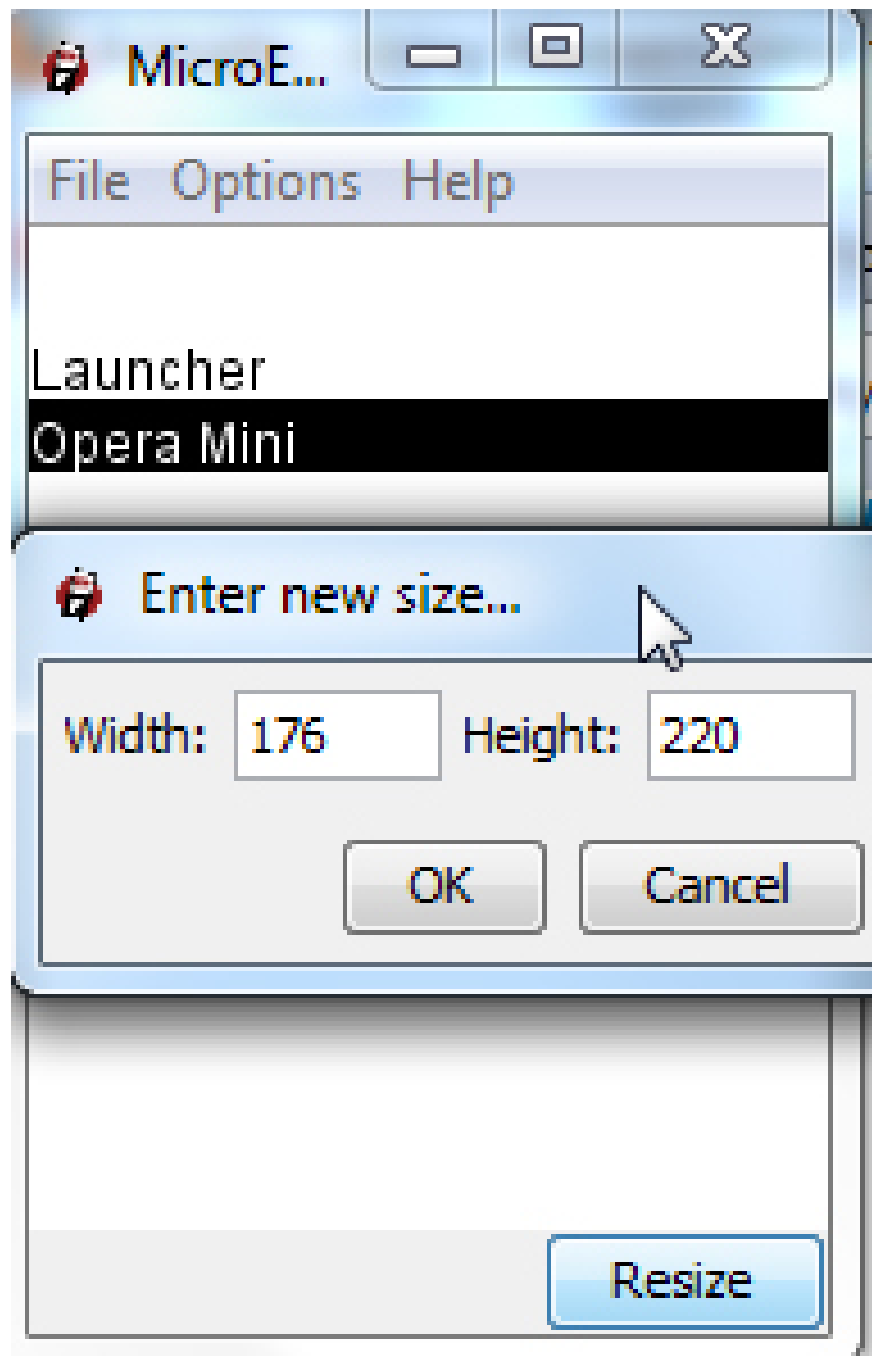 MicroE...
File Options Help
Launcher
Opera Mini
Enter new size...
Width: 176 Height: 220
OK Cancel
Resize